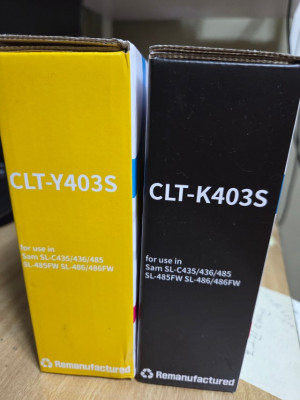 CLT-Y403S
for use in
Sam SL-C435/436/485
SL-485FW SL-486/486FW
Remanufactured
CLT-K403S
for use in
Sam SL-C435/436/485
SL-485FW SL-486/486FW
Remanufactured